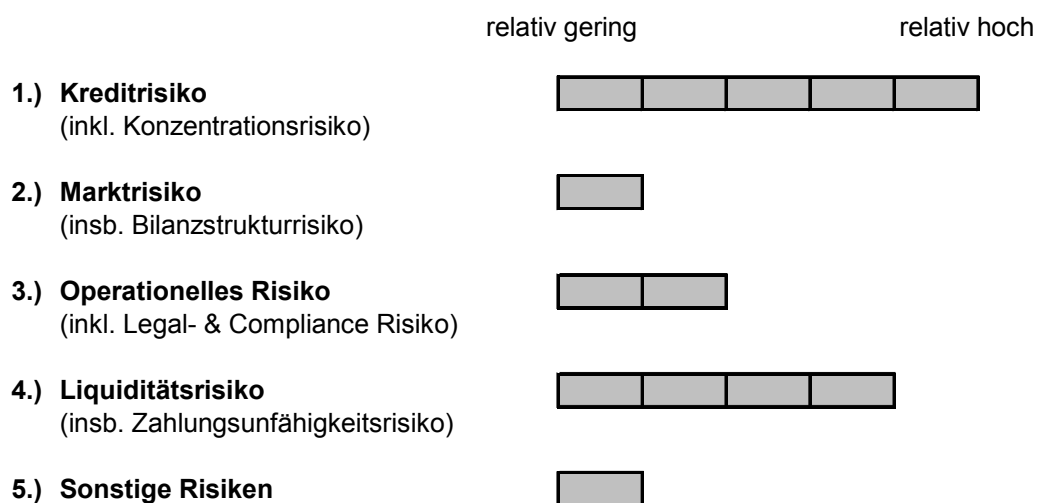 relativ gering relativ hoch
1.) Kreditrisiko
(inkl. Konzentrationsrisiko)
2.) Marktrisiko
(insb. Bilanzstrukturrisiko)
3.) Operationelles Risiko
(inkl. Legal- & Compliance Risiko)
4.) Liquiditätsrisiko
(insb. Zahlungsunfähigkeitsrisiko)
5.) Sonstige Risiken